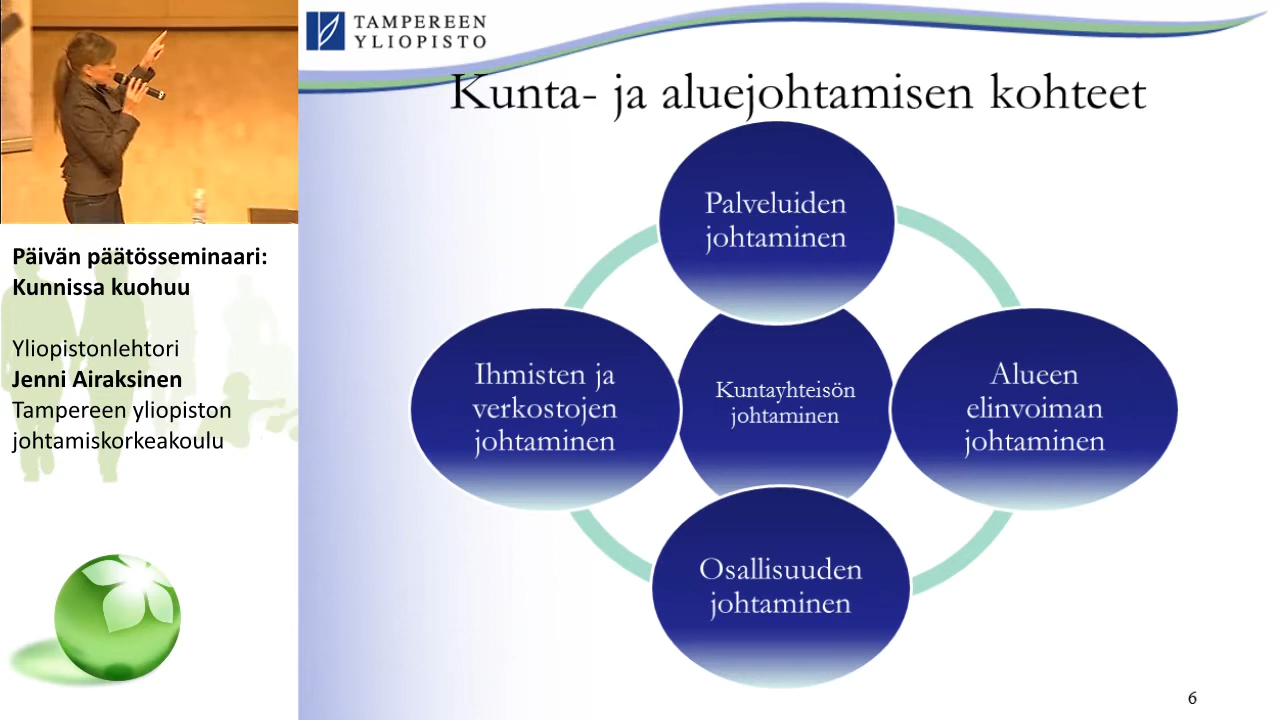 TAMPEREEN
YLIOPISTO
Kunta- ja aluejohtamisen kohteet
Päivän päätösseminaari:
Kunnissa kuohuu
Yliopistonlehtori
Jenni Airaksinen
Tampereen yliopiston
johtamiskorkeakoulu
Palveluiden
johtaminen
Ihmisten ja
verkostojen
johtaminen
Kuntayhteisön
johtaminen
Alueen
elinvoiman
johtaminen
Osallisuuden
johtaminen
6